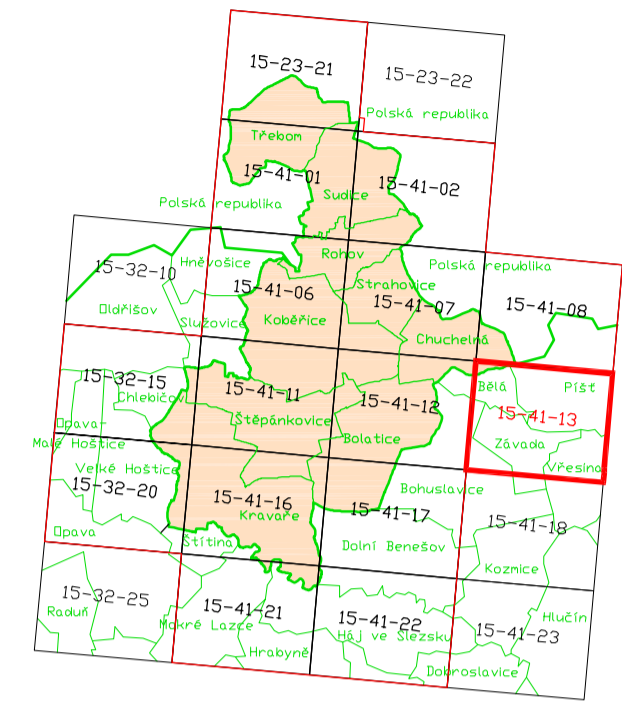 15-23-21
15-23-22
Polská republika
Třebom
15-41-01
15-41-02
Sudice
Polská republika
Rohov
Polská republika
Hněvošice
15-32-10
Strahovice
15-41-06
15-41-07
15-41-08
Oldřišov
Služovice
Kobeřice
Chuchelná
15-32-15
Bělá
Píšť
Chlebičov
15-41-11
15-41-12
15-41-13
Štěpánkovice
Opava-
Malé Hoštice
Bolatice
Závada
Velké Hoštice
Vřesina
15-32-20
15-41-16
Bohuslavice
Kravaře
15-41-17
15-41-18
Opava
Štítina
Dolní Benešov
Kozmice
15-32-25
Raduň
15-41-21
Mokré Lazce
15-41-22
Háj ve Slezsku
15-41-23
Hlučín
Hrabyně
Dobroslavice